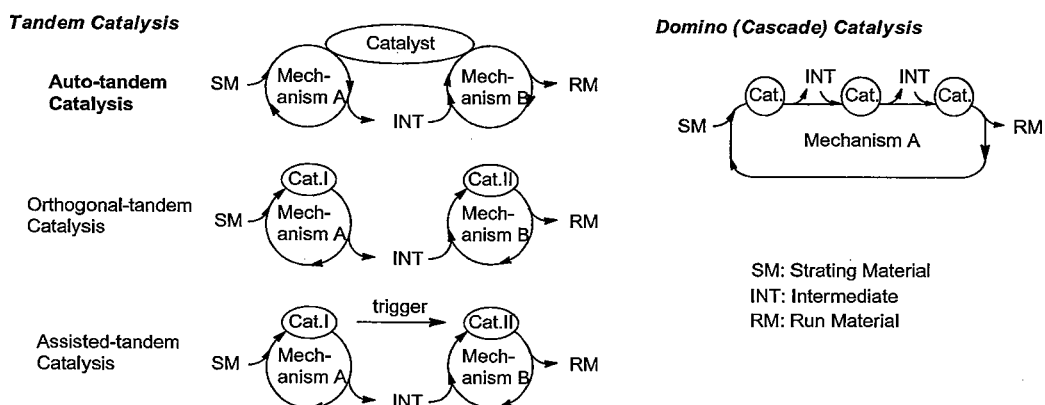 Tandem Catalysis
Auto-tandem
Catalysis
SM
Catalyst
Mech-
anism A
INT
Mech-
anism B
RM
Orthogonal-tandem
Catalysis
SM
Cat.I
Mech-
anism A
INT
Cat.II
Mech-
anism B
RM
Assisted-tandem
Catalysis
SM
Cat.I
trigger
Cat.II
Mech-
anism A
INT
Mech-
anism B
RM
Domino (Cascade) Catalysis
INT
INT
Cat.
Cat.
Cat.
SM
Mechanism A
RM
SM: Strating Material
INT: Intermediate
RM: Run Material